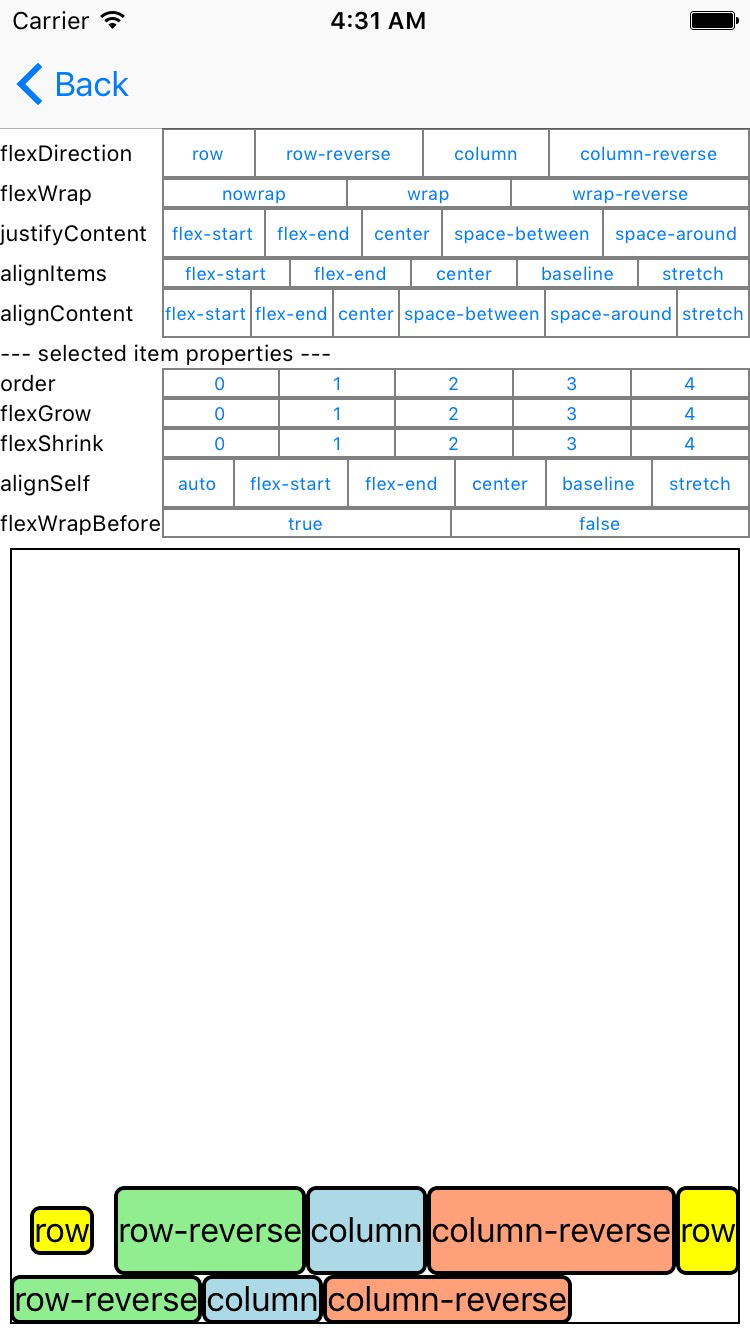 Carrier 4:31 AM
Back
flexDirection row row-reverse column column-reverse
flexWrap nowrap wrap wrap-reverse
justifyContent flex-start flex-end center space-between space-around
alignItems flex-start flex-end center baseline stretch
alignContent flex-start flex-end center space-between space-around stretch
--- selected item properties ---
order 0 1 2 3 4
flexGrow 0 1 2 3 4
flexShrink 0 1 2 3 4
alignSelf auto flex-start flex-end center baseline stretch
flexWrapBefore true false
row row-reverse column column-reverse row
row-reverse column column-reverse